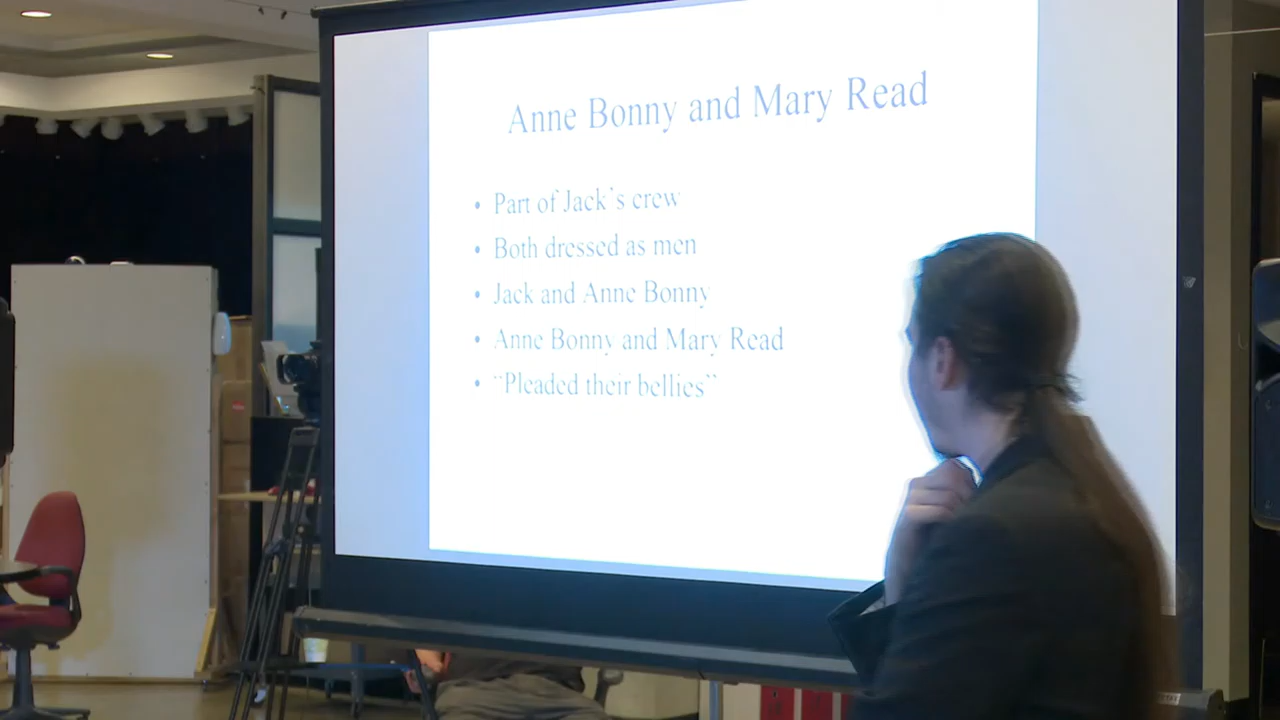 Anne Bonny and Mary Read
• Part of Jack's crew
• Both dressed as men
• Jack and Anne Bonny
• Anne Bonny and Mary Read
• “Pleaded their bellies”